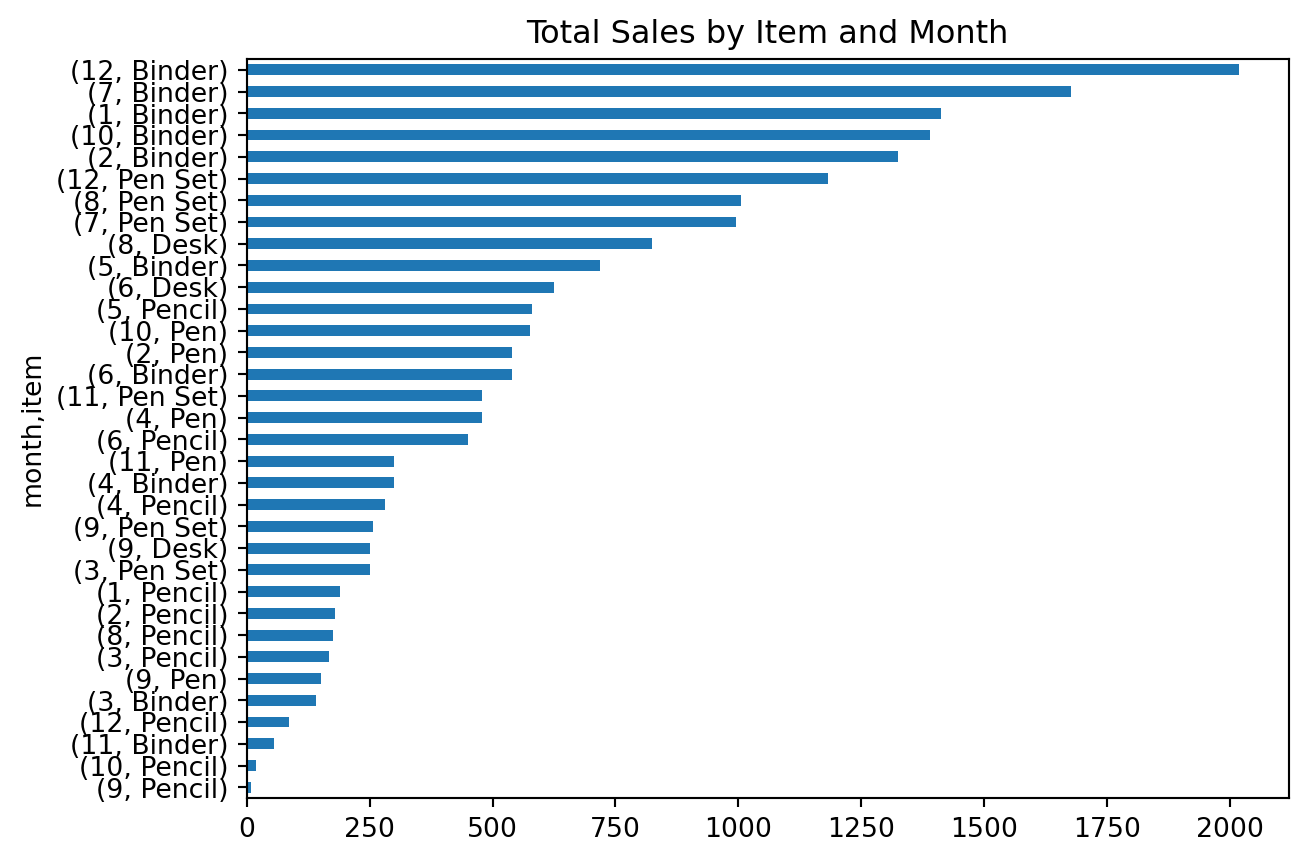 Total Sales by Item and Month
(12, Binder)
(7, Binder)
(1, Binder)
(10, Binder)
(2, Binder)
(12, Pen Set)
(8, Pen Set)
(7, Pen Set)
(8, Desk)
(5, Binder)
(6, Desk)
(5, Pencil)
(10, Pen)
(2, Pen)
(6, Binder)
(11, Pen Set)
(4, Pen)
(6, Pencil)
(11, Pen)
(4, Binder)
(4, Pencil)
(9, Pen Set)
(9, Desk)
(3, Pen Set)
(1, Pencil)
(2, Pencil)
(8, Pencil)
(3, Pencil)
(9, Pen)
(3, Binder)
(12, Pencil)
(11, Binder)
(10, Pencil)
(9, Pencil)
month,item
0 250 500 750 1000 1250 1500 1750 2000